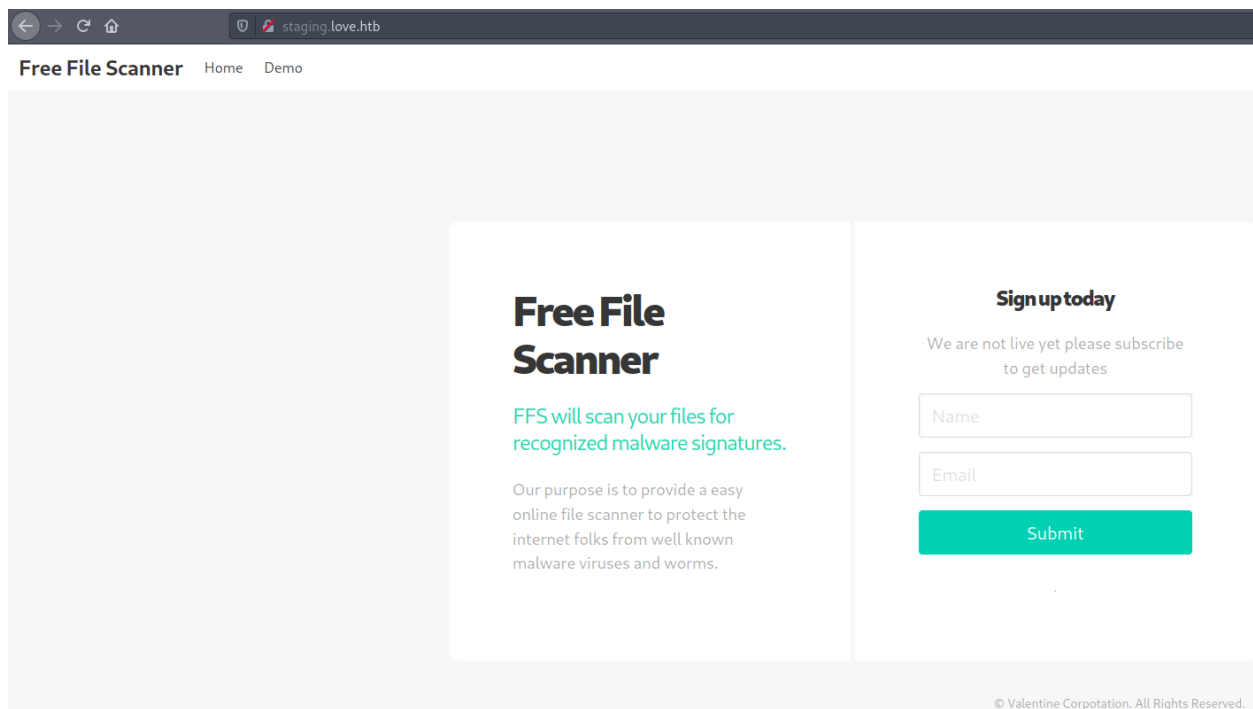 staging.love.htb
Free File Scanner Home Demo
Free File
Scanner
FFS will scan your files for
recognized malware signatures.
Our purpose is to provide a easy
online file scanner to protect the
internet folks from well known
malware viruses and worms.
Sign up today
We are not live yet please subscribe
to get updates
Name
Email
Submit
.
© Valentine Corpotation. All Rights Reserved.